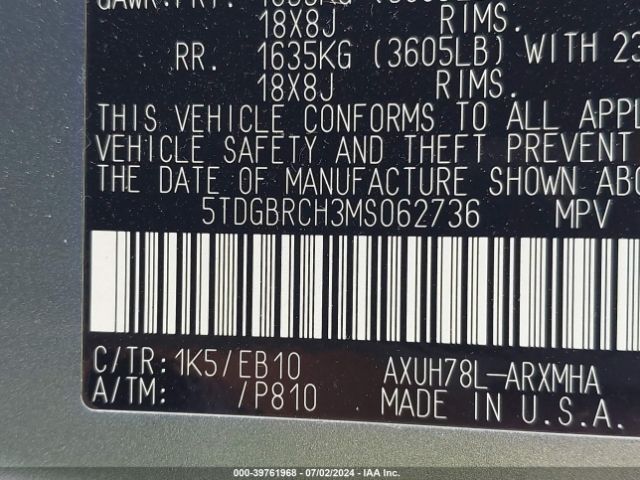 18X8J RIMS.
RR. 1635KG (3605LB) WITH 23
18X8J RIMS.
THIS VEHICLE CONFORMS TO ALL APPL
VEHICLE SAFETY AND THEFT PREVENT
THE DATE OF MANUFACTURE SHOWN ABO
5TDGBRCH3MS062736 MPV
C/TR: 1K5/EB10 AXUH78L-ARXMHA
A/TM: /P810 MADE IN U.S.A.
000-39761968 - 07/02/2024 - IAA Inc.